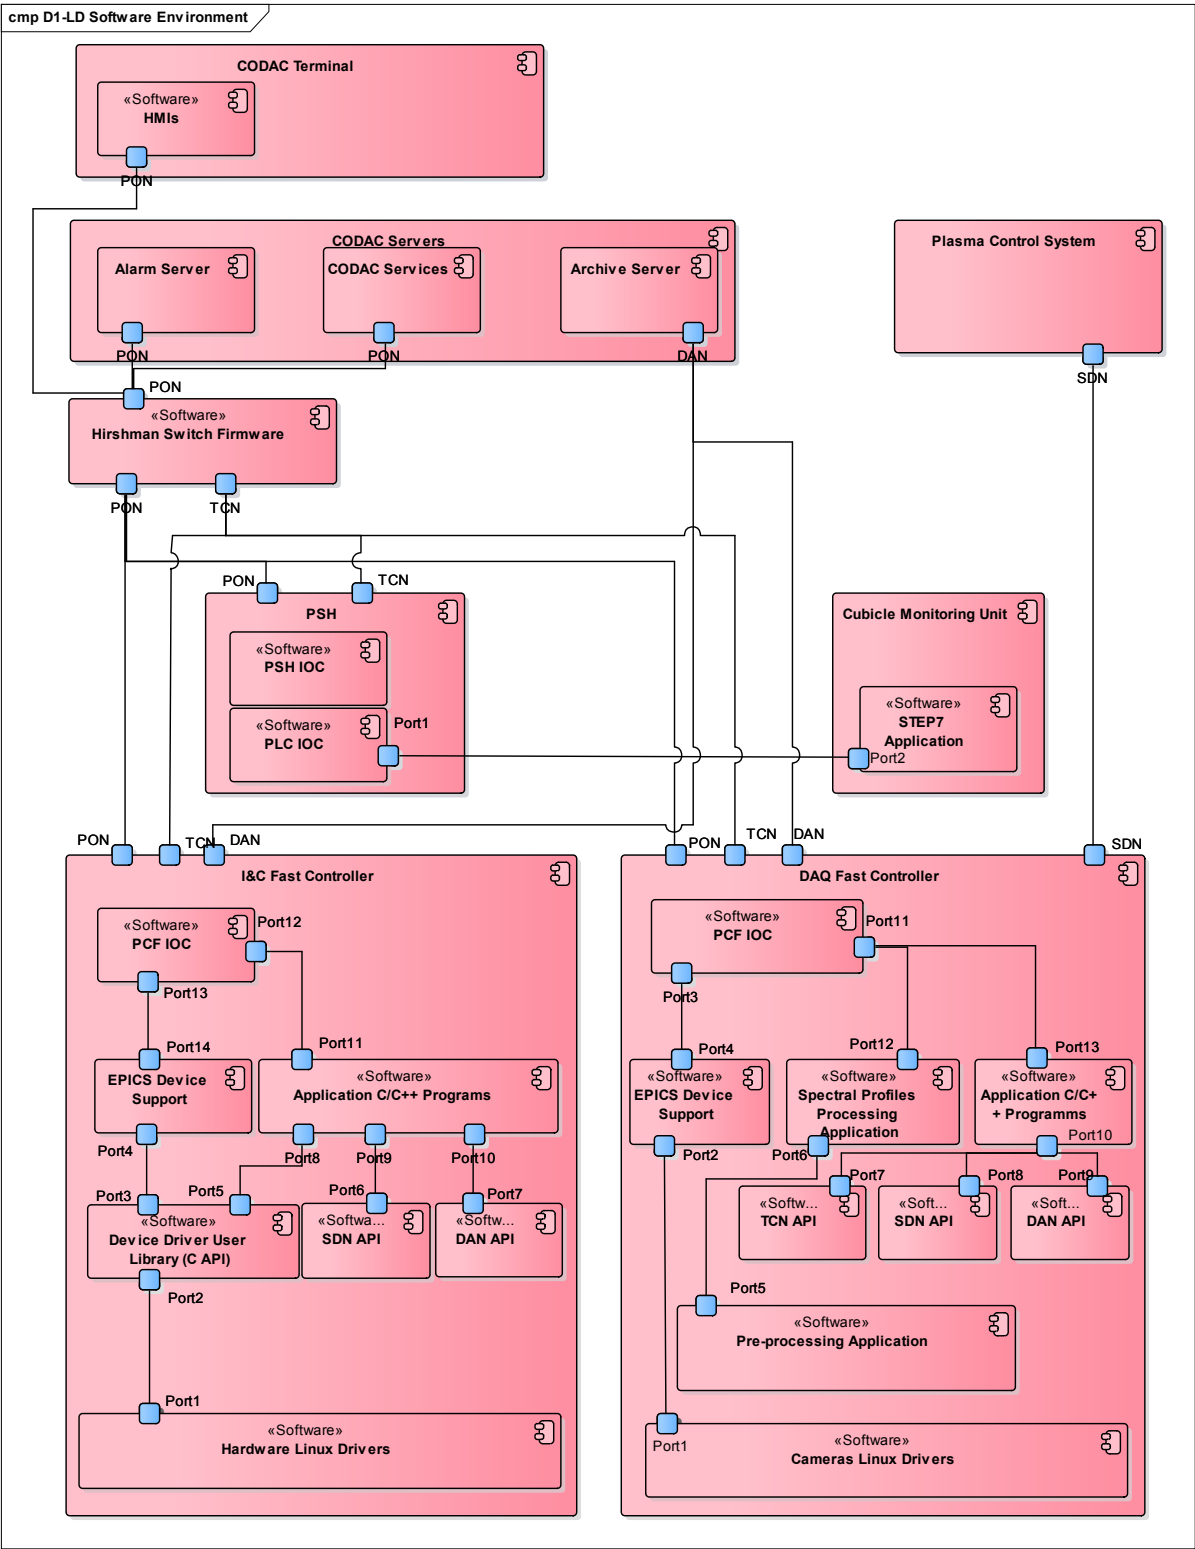 cmp D1-LD Software Environment
CODAC Terminal
«Software»
HMIs
PON
CODAC Servers
Alarm Server
CODAC Services
Archive Server
PON
PON
DAN
Plasma Control System
SDN
PON
«Software»
Hirshman Switch Firmware
PON
TCN
PON
TCN
PSH
«Software»
PSH IOC
«Software»
PLC IOC
Port1
Cubicle Monitoring Unit
«Software»
STEP7
Application
Port2
PON
TCN
DAN
I&C Fast Controller
«Software»
PCF IOC
Port12
Port13
Port14
Port11
EPICS Device
Support
«Software»
Application C/C++ Programs
Port4
Port8
Port9
Port10
Port3
Port5
Port6
Port7
«Software»
Device Driver User
Library (C API)
«Softwa...
SDN API
«Softw...
DAN API
Port2
Port1
«Software»
Hardware Linux Drivers
PON
TCN
DAN
SDN
DAQ Fast Controller
«Software»
PCF IOC
Port11
Port3
Port4
Port12
Port13
«Software»
EPICS Device
Support
«Software»
Spectral Profiles
Processing
Application
«Software»
Application C/C+
+ Programms
Port2
Port6
Port10
Port7
Port8
Port9
«Softw...
TCN API
«Soft...
SDN API
«Soft...
DAN API
Port5
«Software»
Pre-processing Application
Port1
«Software»
Cameras Linux Drivers